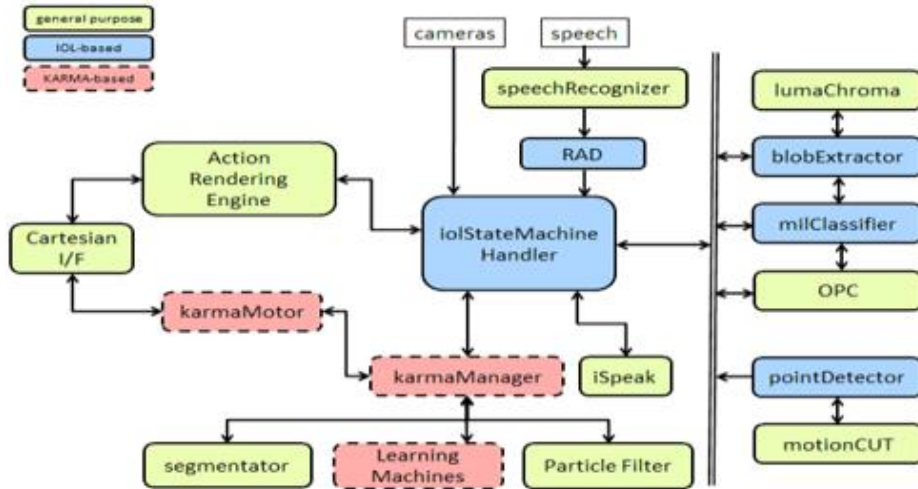 general purpose
IOL-based
KARMA-based
cameras
speech
speechRecognizer
RAD
Action
Rendering
Engine
Cartesian
I/F
iolStateMachine
Handler
karmaMotor
karmaManager
iSpeak
segmentator
Learning
Machines
Particle Filter
lumaChroma
blobExtractor
milClassifier
OPC
pointDetector
motionCUT